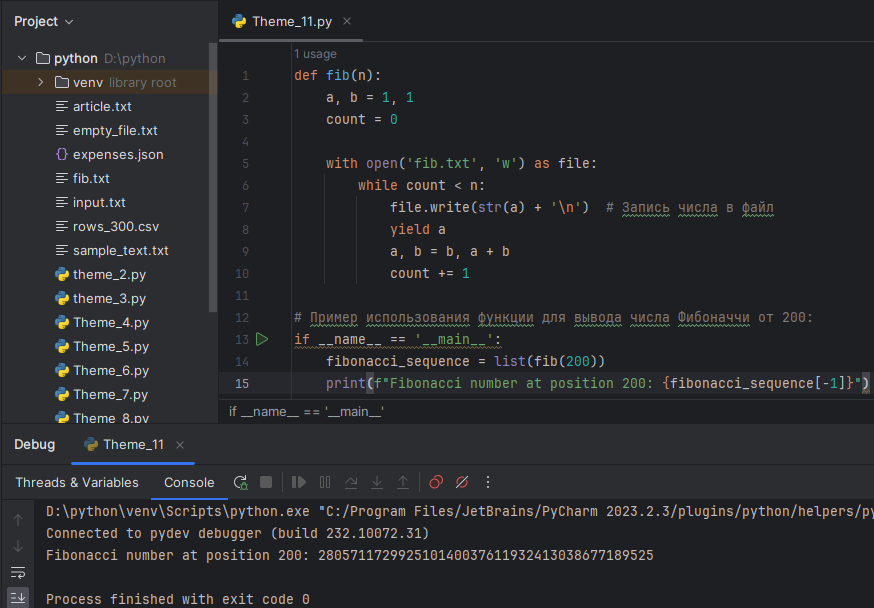 Project
Theme_11.py
python D:\python
venv library root
article.txt
empty_file.txt
expenses.json
fib.txt
input.txt
rows_300.csv
sample_text.txt
theme_2.py
theme_3.py
Theme_4.py
Theme_5.py
Theme_6.py
Theme_7.py
Theme_8.py
1 usage
1 def fib(n):
2 a, b = 1, 1
3 count = 0
4
5 with open('fib.txt', 'w') as file:
6 while count < n:
7 file.write(str(a) + '\n') # Запись числа в файл
8 yield a
9 a, b = b, a + b
10 count += 1
11
12 # Пример использования функции для вывода числа Фибоначчи от 200:
13 if __name__ == '__main__':
14 fibonacci_sequence = list(fib(200))
15 print(f"Fibonacci number at position 200: {fibonacci_sequence[-1]}")
if __name__ == '__main__'
Debug Theme_11
Threads & Variables Console
D:\python\venv\Scripts\python.exe "C:/Program Files/JetBrains/PyCharm 2023.2.3/plugins/python/helpers/py
Connected to pydev debugger (build 232.10072.31)
Fibonacci number at position 200: 280571172992510140037611932413038677189525
Process finished with exit code 0